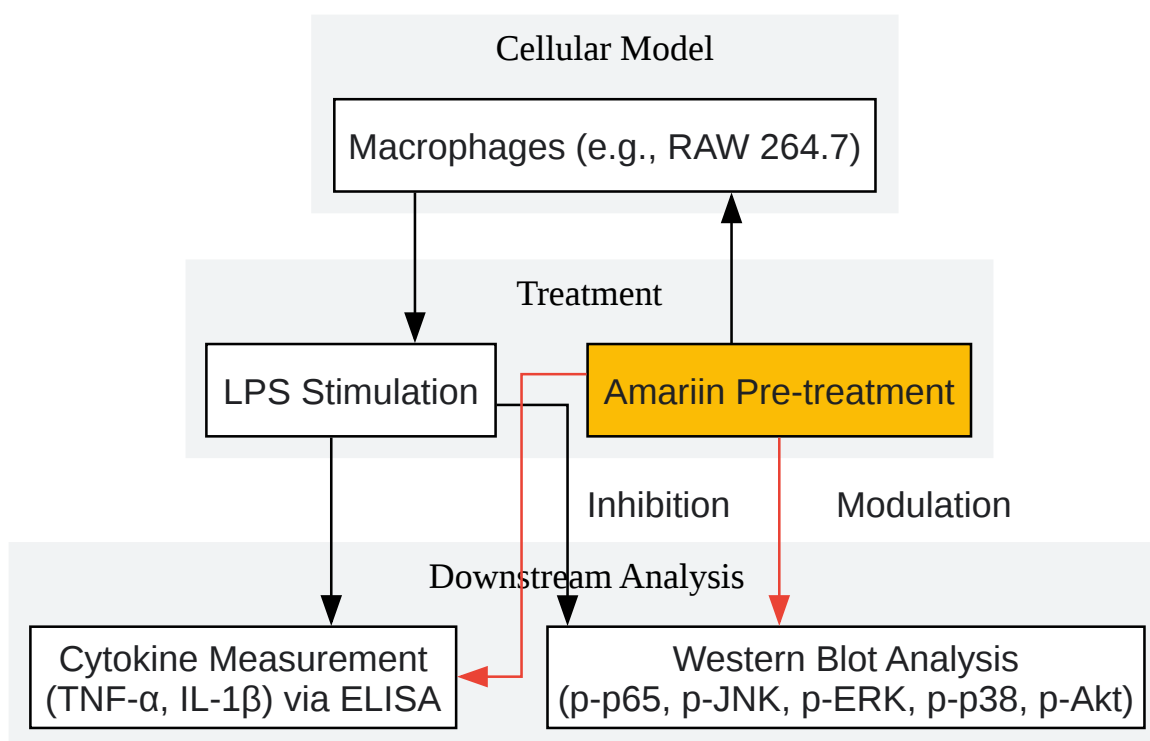 Cellular Model
Macrophages (e.g., RAW 264.7)
Treatment
LPS Stimulation
Amariin Pre-treatment
Inhibition
Modulation
Downstream Analysis
Cytokine Measurement
(TNF-α, IL-1β) via ELISA
Western Blot Analysis
(p-p65, p-JNK, p-ERK, p-p38, p-Akt)